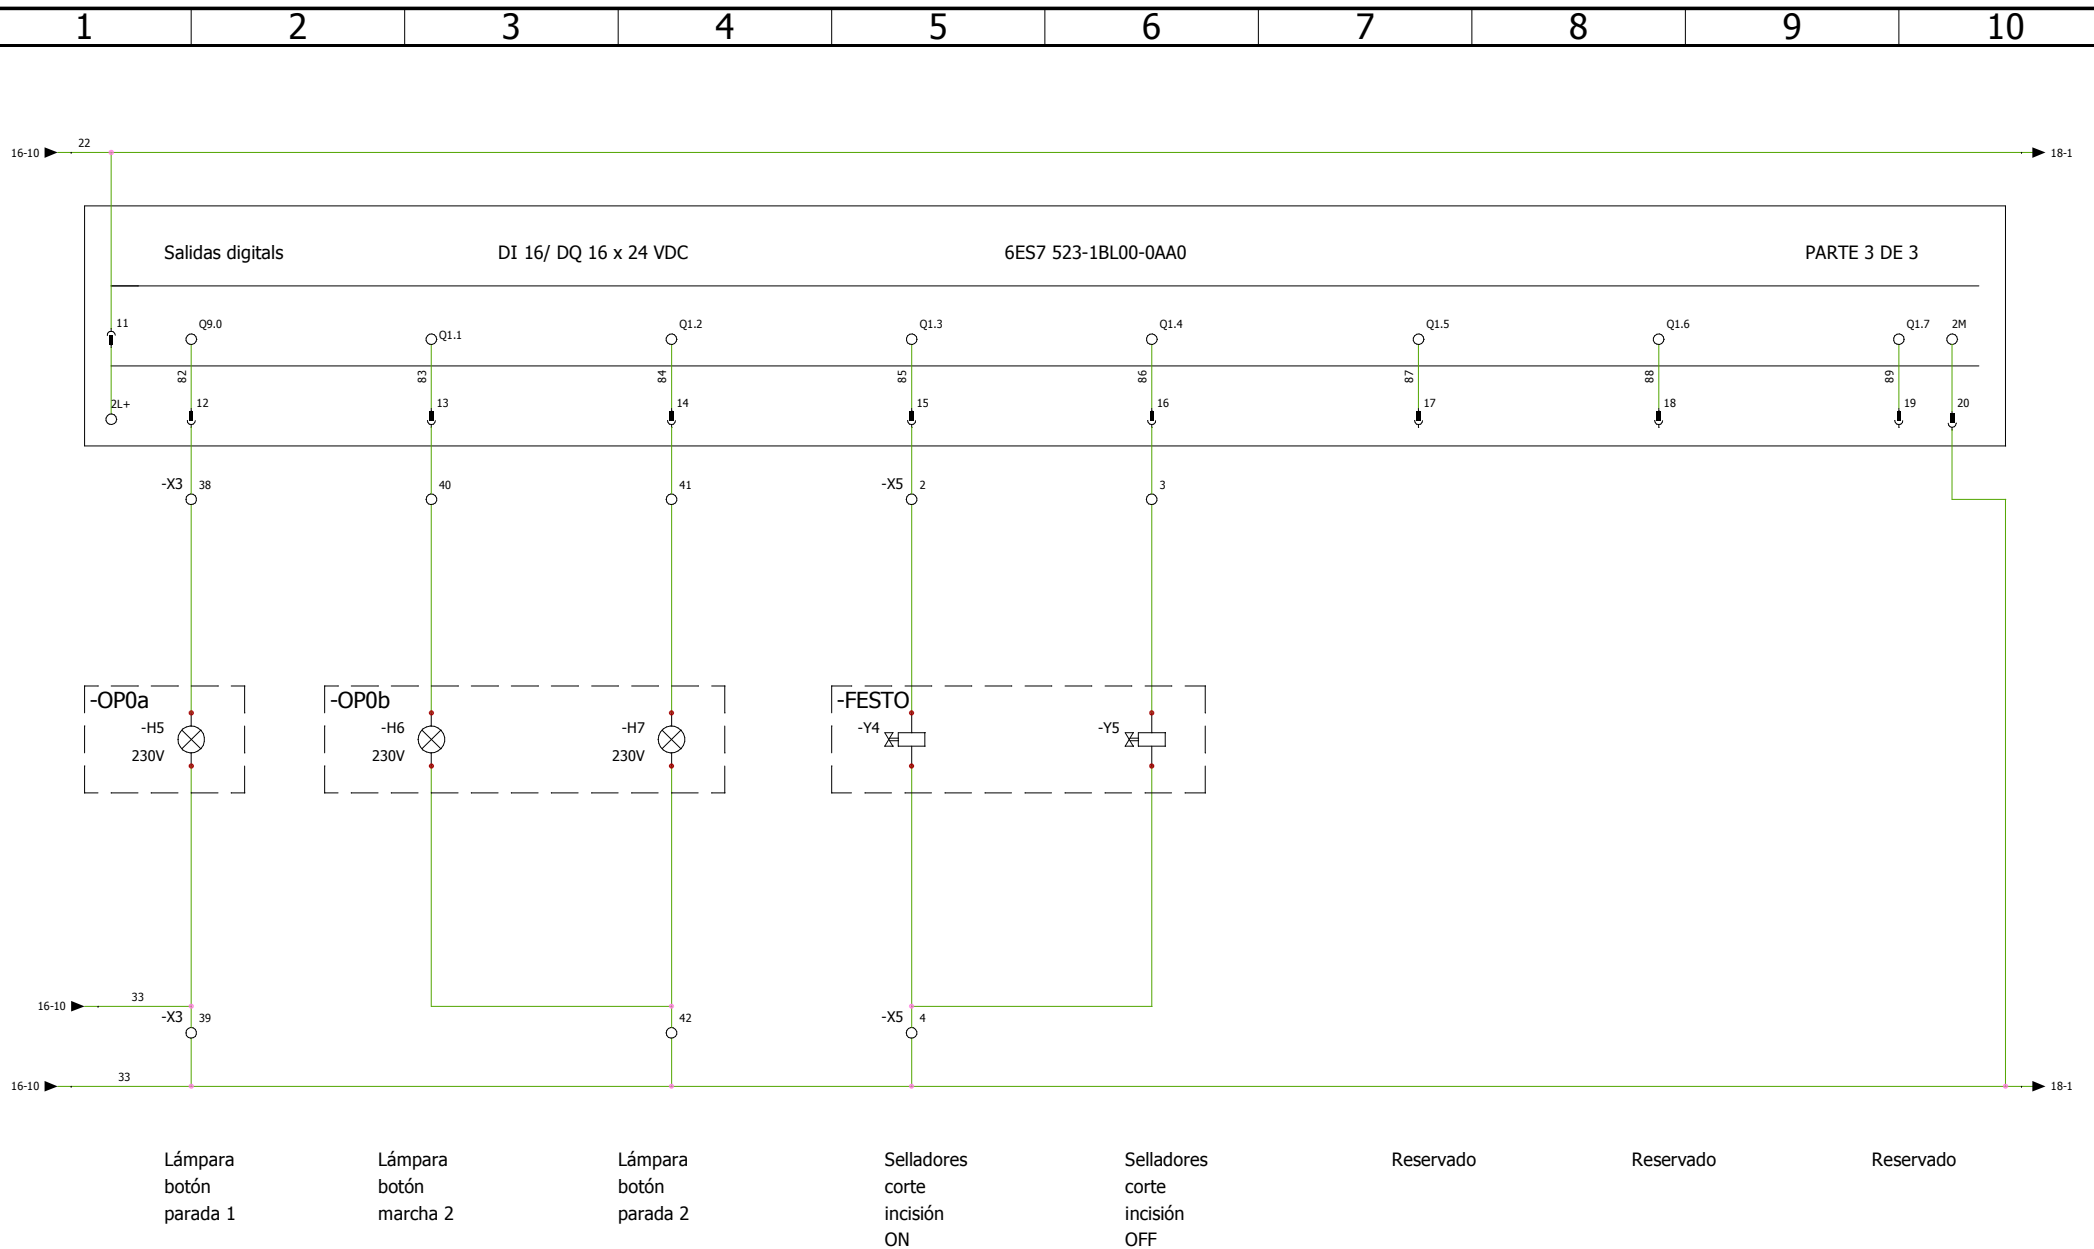 1 2 3 4 5 6 7 8 9 10
16-10 22 18-1
Salidas digitals DI 16/ DQ 16 x 24 VDC 6ES7 523-1BL00-0AA0 PARTE 3 DE 3
11 Q9.0 Q1.1 Q1.2 Q1.3 Q1.4 Q1.5 Q1.6 Q1.7 2M
82 83 84 85 86 87 88 89
2L+ 12 13 14 15 16 17 18 19 20
-X3 38 40 41 -X5 2 3
-OP0a -OP0b -FESTO
-H5 -H6 -H7 -Y4 -Y5
230V 230V 230V
16-10 33
-X3 39 42 -X5 4
16-10 33 18-1
Lámpara
botón
parada 1
Lámpara
botón
marcha 2
Lámpara
botón
parada 2
Selladores
corte
incisión
ON
Selladores
corte
incisión
OFF
Reservado
Reservado
Reservado